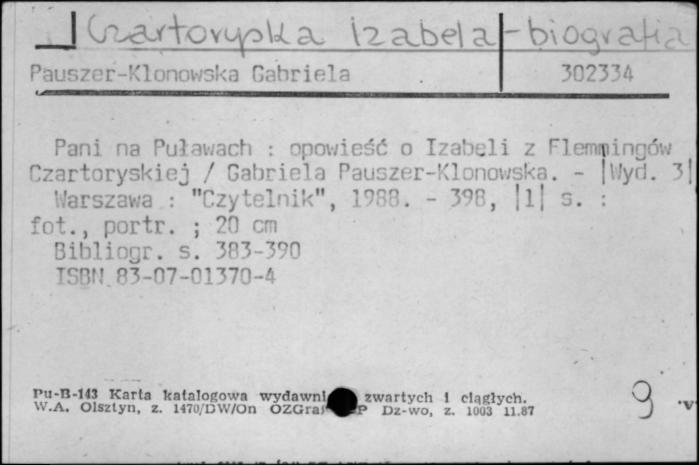 Czartoryska Izabela - biografia
Pauszer-Klonowska Gabriela 302334
Pani na Puławach : opowieść o Izabeli z Flemmingów
Czartoryskiej / Gabriela Pauszer-Klonowska. - |Wyd. 3|
Warszawa : "Czytelnik", 1988. - 398, |1| s. :
fot., portr. ; 20 cm
Bibliogr. s. 383-390
ISBN 83-07-01370-4
Pu-B-143 Karta katalogowa zwartych i ciągłych.
W.A. Olsztyn, z. 1470/DW/On Dz-wo, z. 1003 11.87
9